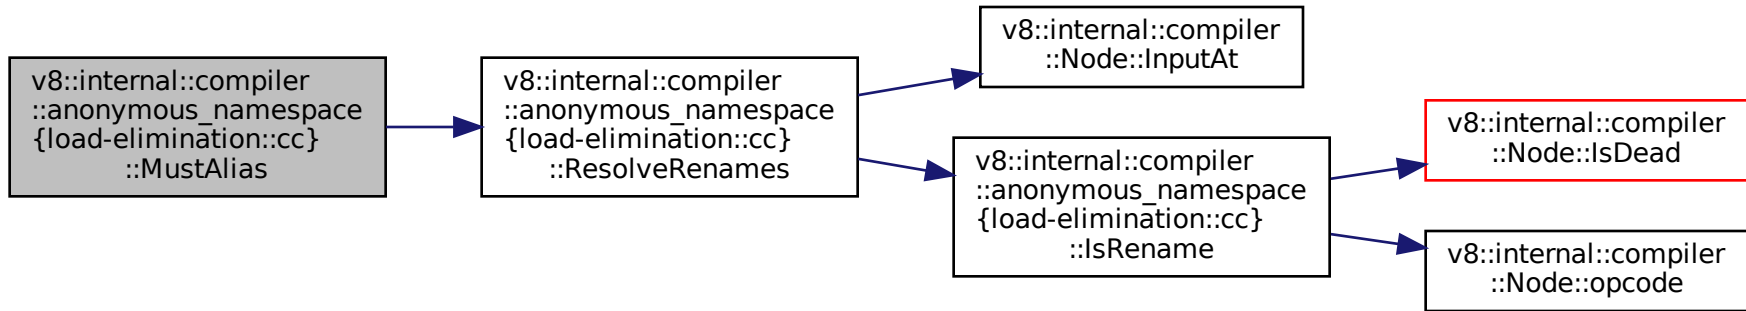 v8::internal::compiler
::anonymous_namespace
{load-elimination::cc}
::MustAlias
v8::internal::compiler
::anonymous_namespace
{load-elimination::cc}
::ResolveRenames
v8::internal::compiler
::Node::InputAt
v8::internal::compiler
::anonymous_namespace
{load-elimination::cc}
::IsRename
v8::internal::compiler
::Node::IsDead
v8::internal::compiler
::Node::opcode